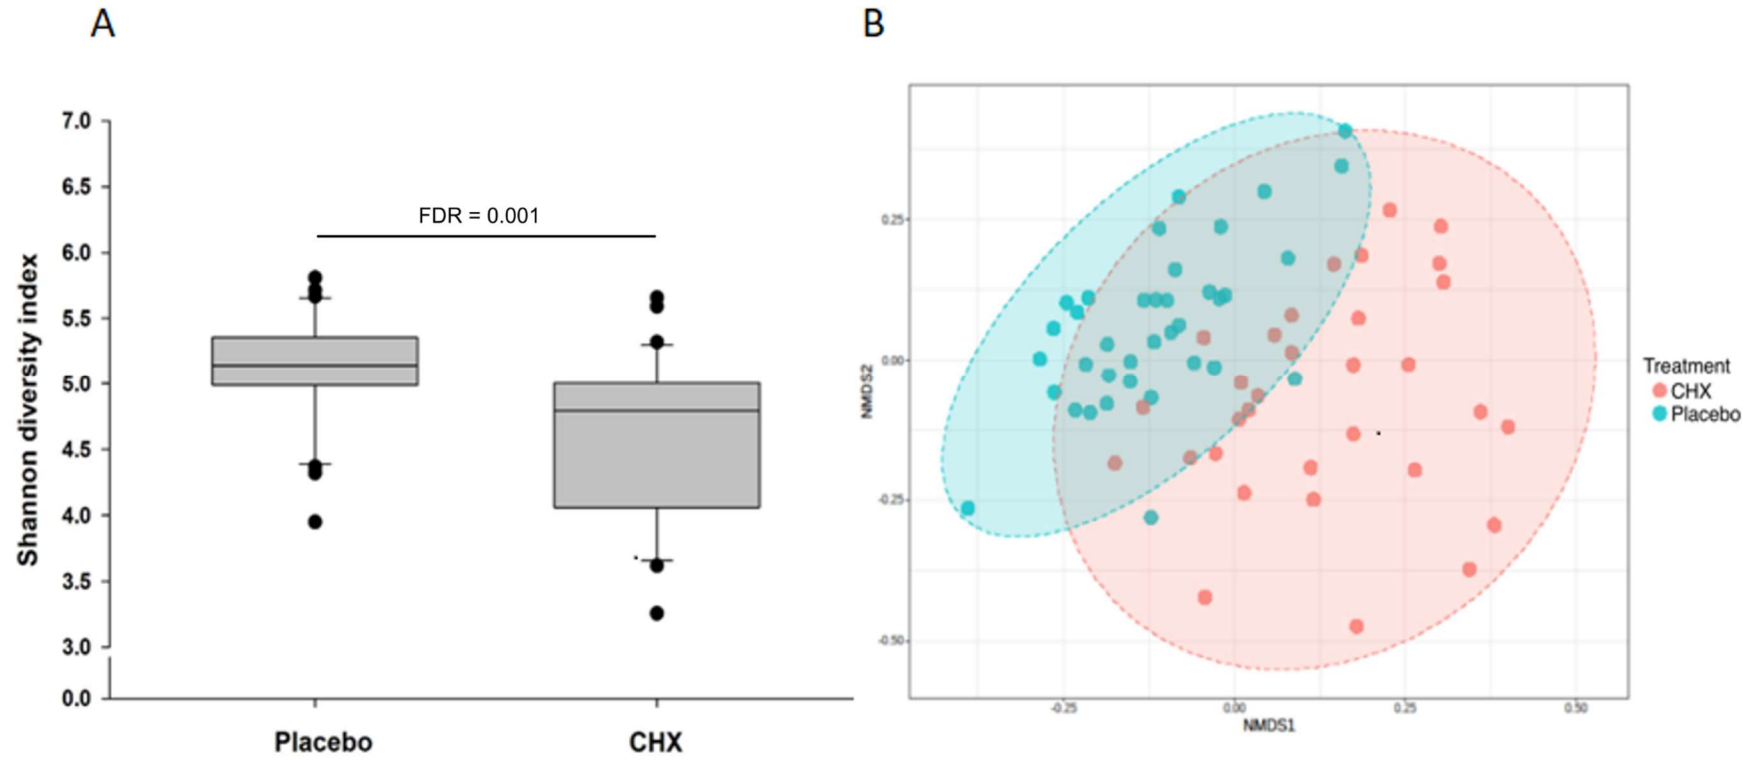 A
B
7.0
6.5
6.0
5.5
5.0
4.5
4.0
3.5
3.0
0.0
Shannon diversity index
FDR = 0.001
Placebo
CHX
0.25
0.00
-0.25
-0.50
NMDS2
-0.25
0.00
0.25
0.50
NMDS1
Treatment
CHX
Placebo